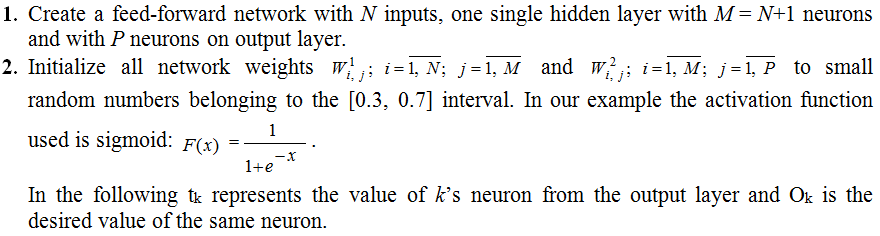 1. Create a feed-forward network with N inputs, one single hidden layer with M = N+1 neurons
and with P neurons on output layer.
2. Initialize all network weights W¹ᵢ, ⱼ; i = 1, N̅; j = 1, M̅ and W²ᵢ, ⱼ; i = 1, M̅; j = 1, P̅ to small
random numbers belonging to the [0.3, 0.7] interval. In our example the activation function
used is sigmoid: F(x) = 1 / (1+e^−x) .
In the following tk represents the value of k's neuron from the output layer and Ok is the
desired value of the same neuron.